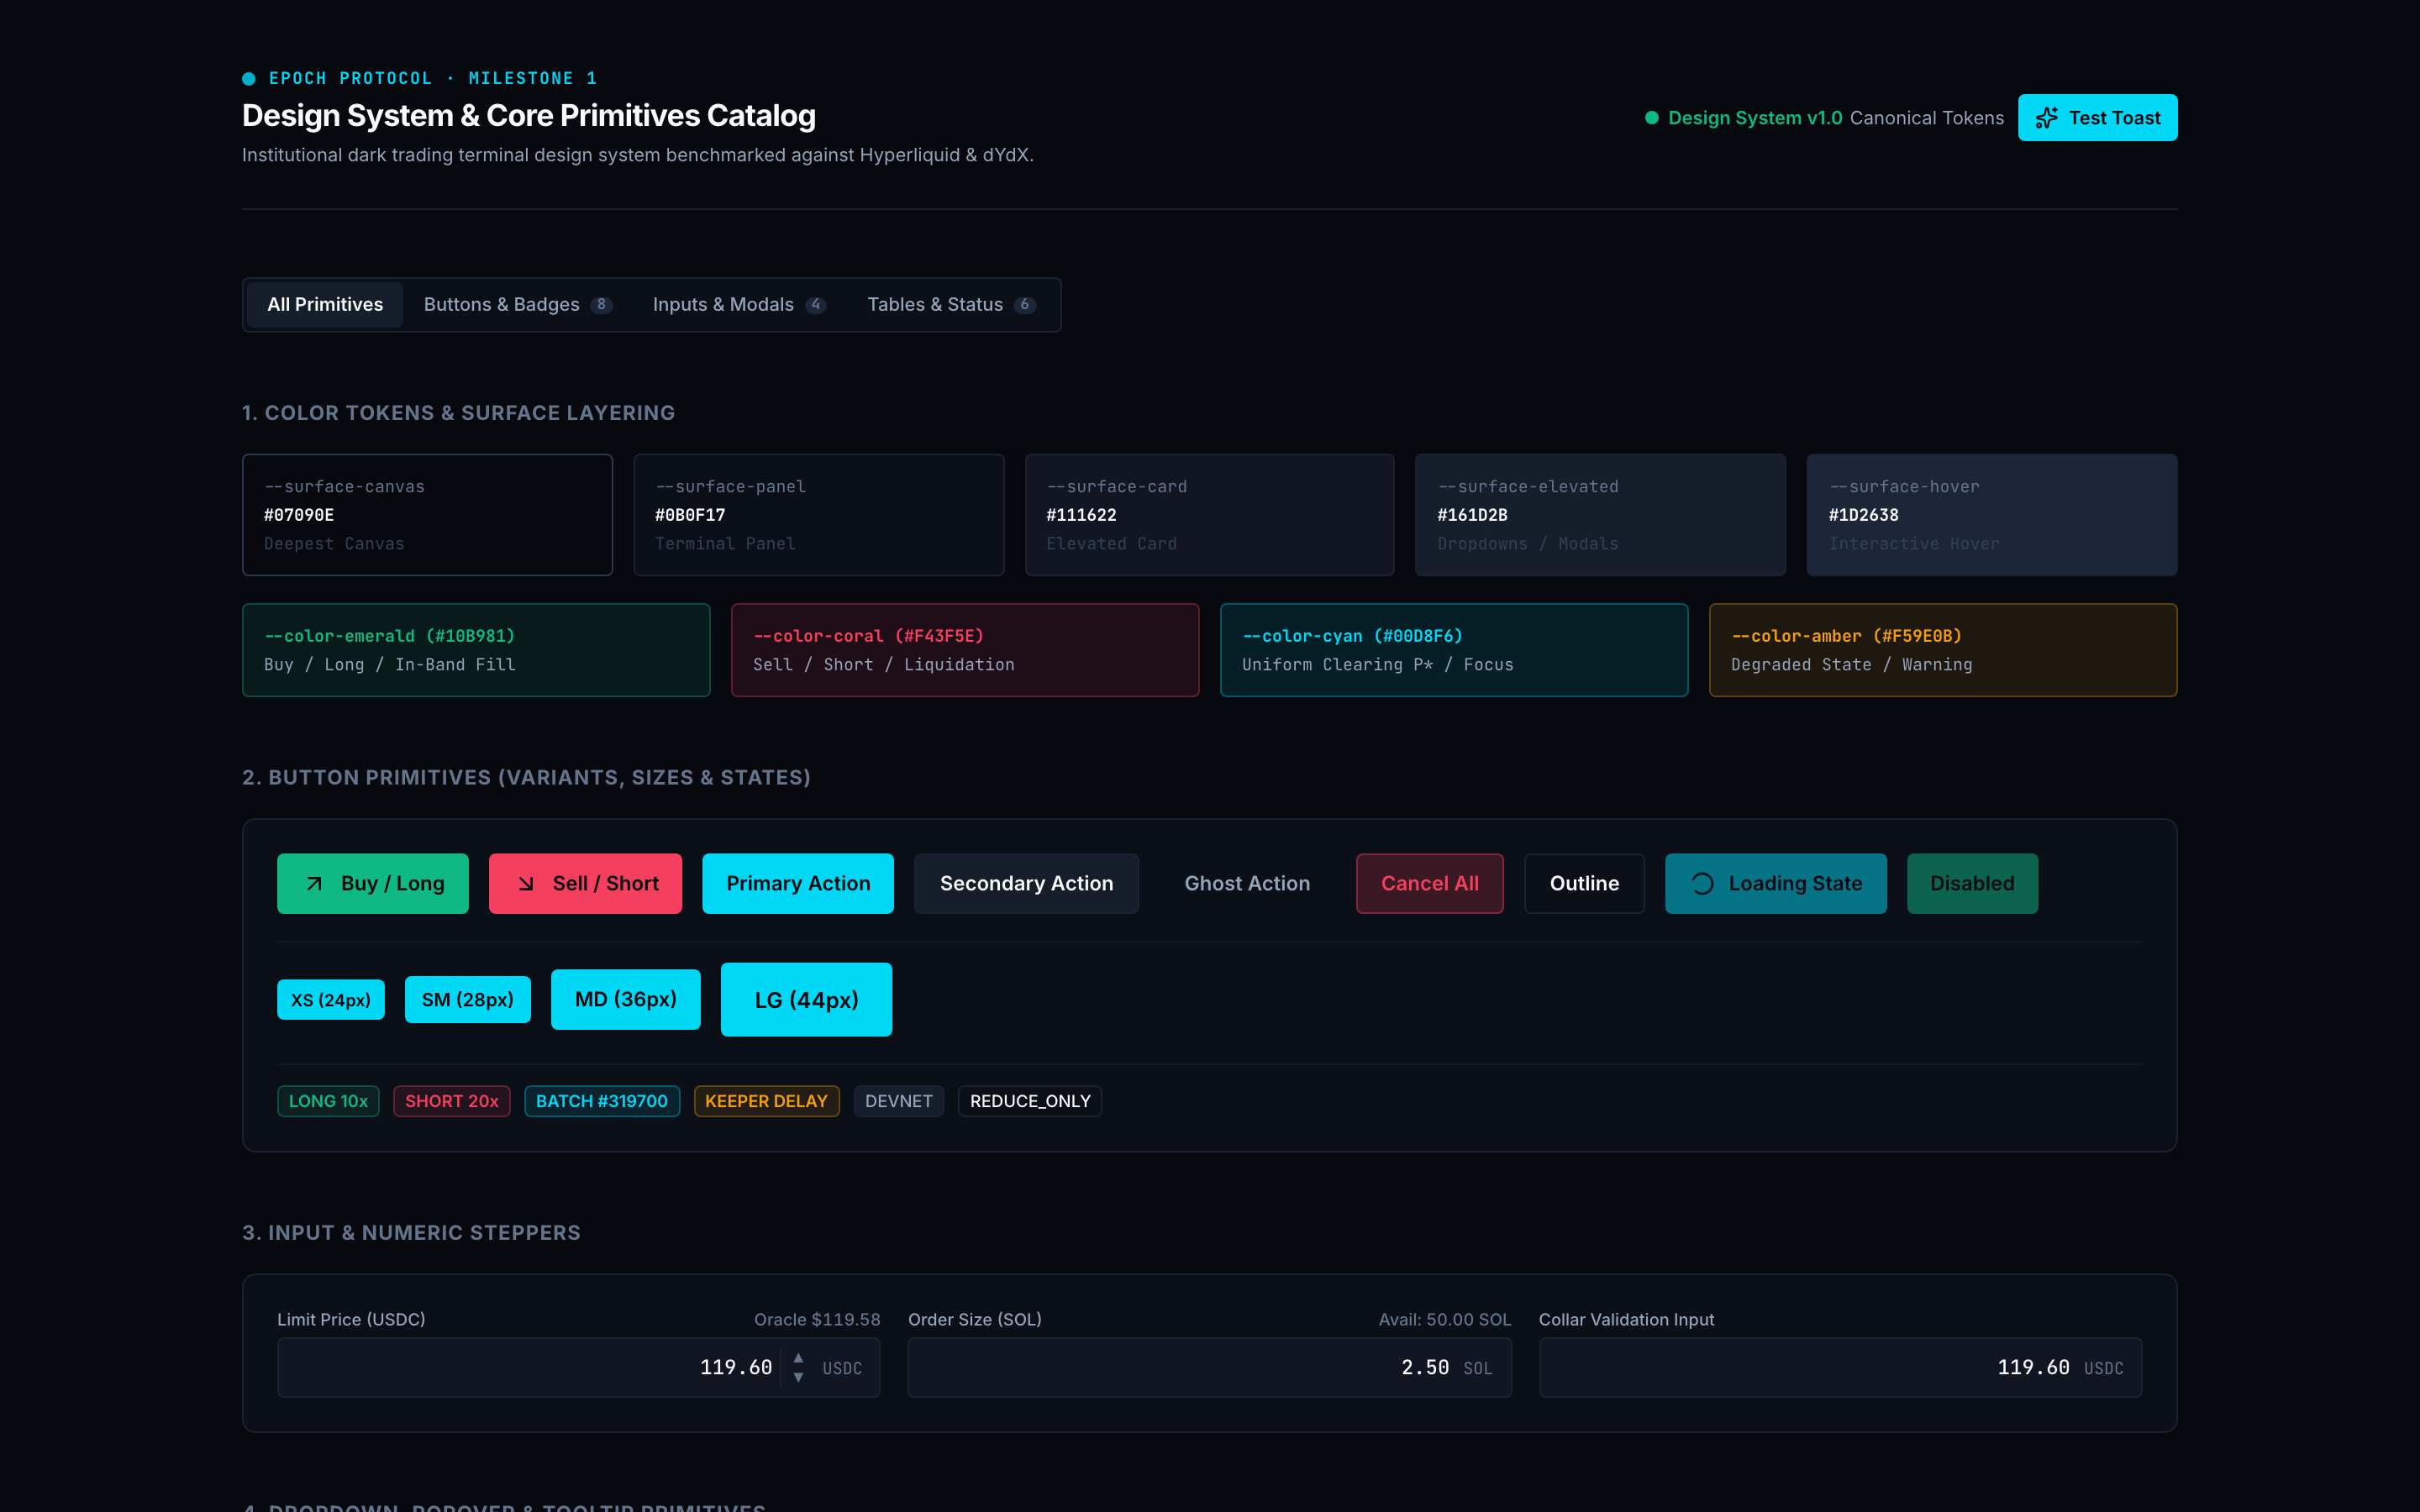 EPOCH PROTOCOL · MILESTONE 1
Design System & Core Primitives Catalog
Institutional dark trading terminal design system benchmarked against Hyperliquid & dYdX.
Design System v1.0 Canonical Tokens
Test Toast
All Primitives
Buttons & Badges 8
Inputs & Modals 4
Tables & Status 6
1. COLOR TOKENS & SURFACE LAYERING
--surface-canvas
#07090E
Deepest Canvas
--surface-panel
#0B0F17
Terminal Panel
--surface-card
#111622
Elevated Card
--surface-elevated
#161D2B
Dropdowns / Modals
--surface-hover
#1D2638
Interactive Hover
--color-emerald (#10B981)
Buy / Long / In-Band Fill
--color-coral (#F43F5E)
Sell / Short / Liquidation
--color-cyan (#00D8F6)
Uniform Clearing P* / Focus
--color-amber (#F59E0B)
Degraded State / Warning
2. BUTTON PRIMITIVES (VARIANTS, SIZES & STATES)
Buy / Long
Sell / Short
Primary Action
Secondary Action
Ghost Action
Cancel All
Outline
Loading State
Disabled
XS (24px)
SM (28px)
MD (36px)
LG (44px)
LONG 10x
SHORT 20x
BATCH #319700
KEEPER DELAY
DEVNET
REDUCE_ONLY
3. INPUT & NUMERIC STEPPERS
Limit Price (USDC)
Oracle $119.58
119.60
▲
▼
USDC
Order Size (SOL)
Avail: 50.00 SOL
2.50 SOL
Collar Validation Input
119.60 USDC
4. DROPDOWN, POPOVER & TOOLTIP PRIMITIVES